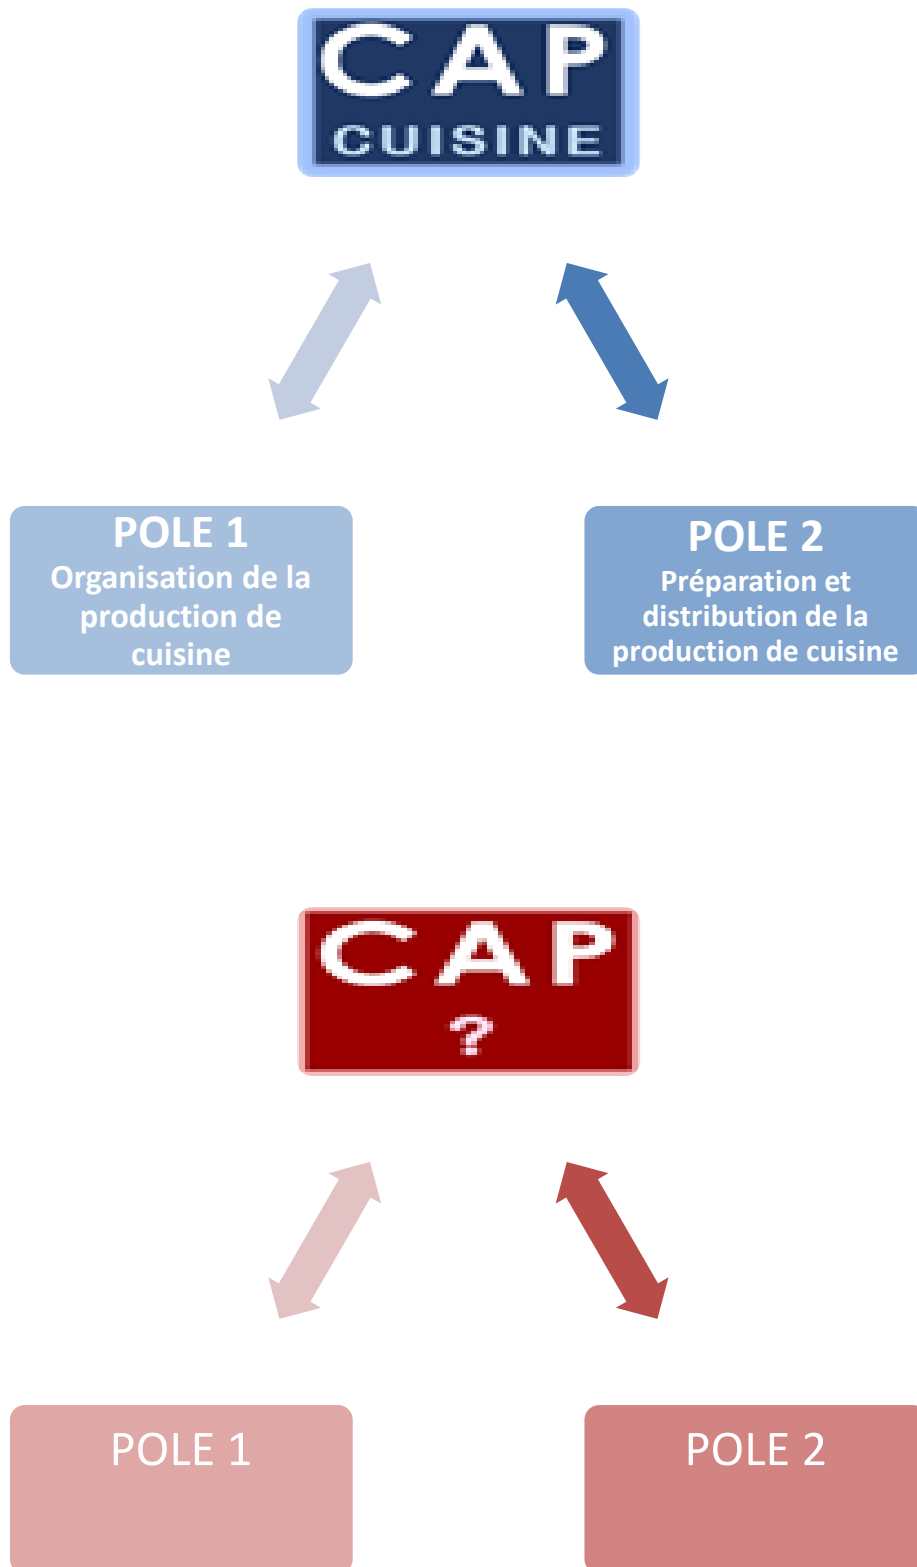 CAP
CUISINE
POLE 1
Organisation de la
production de
cuisine
POLE 2
Préparation et
distribution de la
production de cuisine
CAP
?
POLE 1
POLE 2